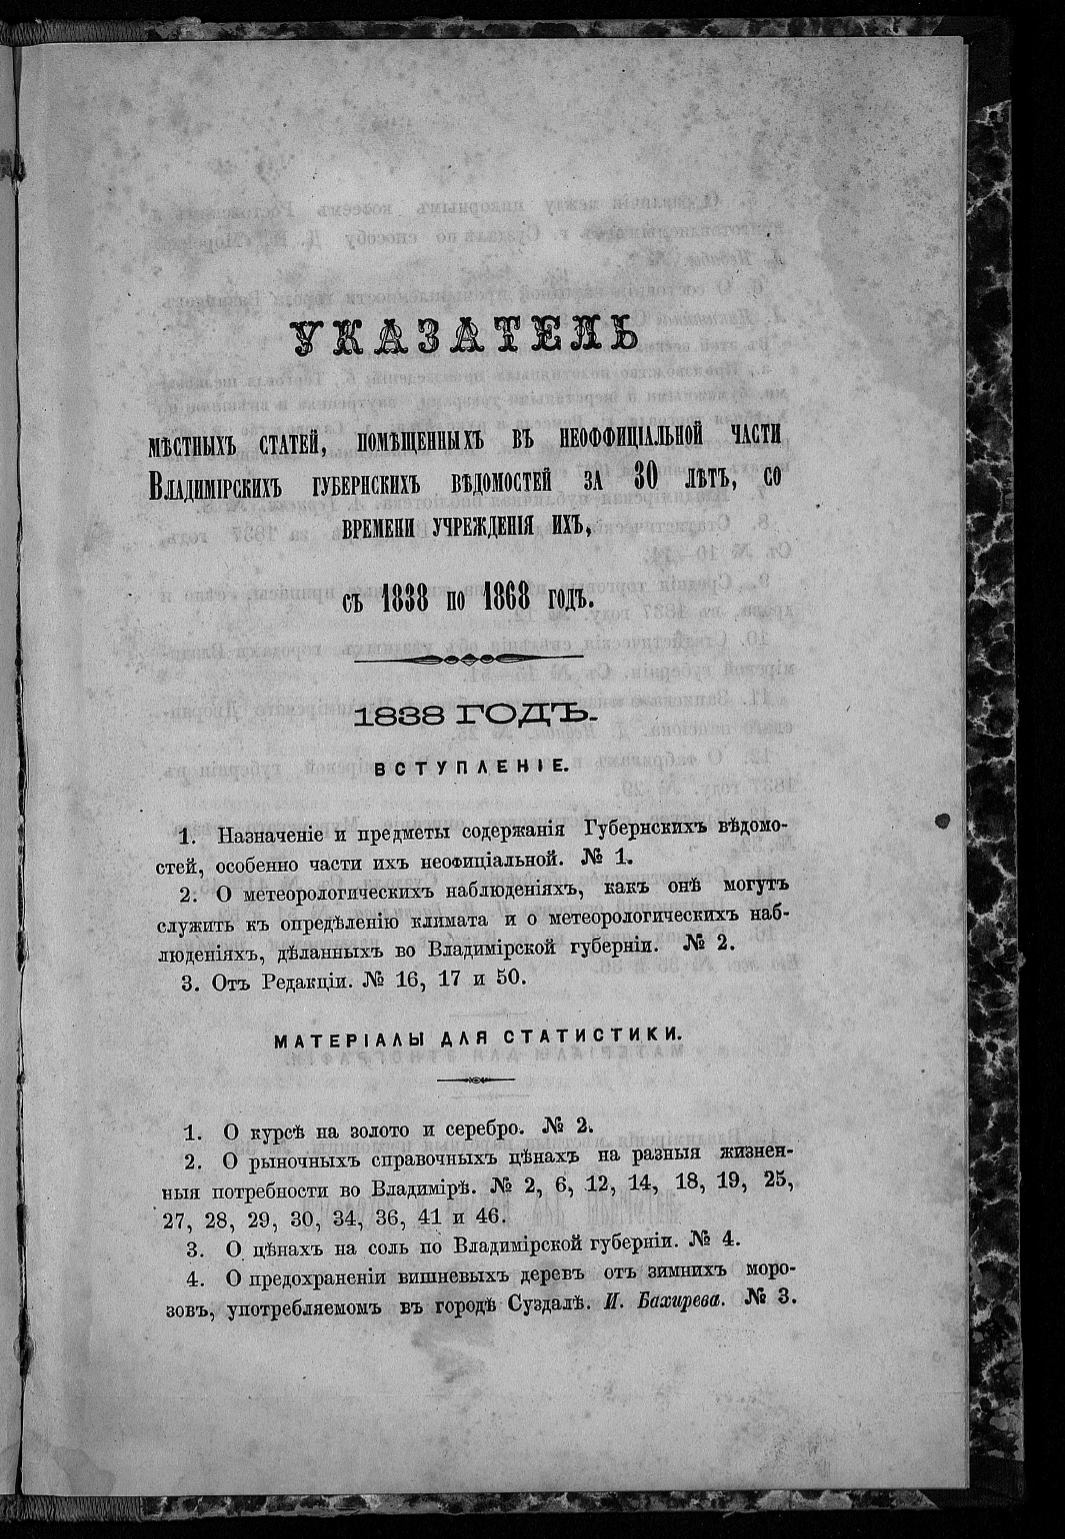 УКАЗАТЕЛЬ
МѢСТНЫХЪ СТАТЕЙ, ПОМѢЩЕННЫХЪ ВЪ НЕОФФИЦІАЛЬНОЙ ЧАСТИ
ВЛАДИМІРСКИХЪ ГУБЕРНСКИХЪ ВѢДОМОСТЕЙ ЗА 30 ЛѢТЪ, СО
ВРЕМЕНИ УЧРЕЖДЕНІЯ ИХЪ,
СЪ 1838 ПО 1868 ГОДЪ.
1838 ГОДЪ.
ВСТУПЛЕНІЕ.
1. Назначеніе и предметы содержанія Губернскихъ вѣдомо-
стей, особенно части ихъ неофиціальной. № 1.
2. О метеорологическихъ наблюденіяхъ, какъ онѣ могутъ
служить къ опредѣленію климата и о метеорологическихъ наб-
люденіяхъ, дѣланныхъ во Владимірской губерніи. № 2.
3. Отъ Редакціи. № 16, 17 и 50.
МАТЕРІАЛЫ ДЛЯ СТАТИСТИКИ.
1. О курсѣ на золото и серебро. № 2.
2. О рыночныхъ справочныхъ цѣнахъ на разныя жизнен-
ныя потребности во Владимірѣ. № 2, 6, 12, 14, 18, 19, 25,
27, 28, 29, 30, 34, 36, 41 и 46.
3. О цѣнахъ на соль по Владимірской губерніи. № 4.
4. О предохраненіи вишневыхъ деревъ отъ зимнихъ моро-
зовъ, употребляемомъ въ городѣ Суздалѣ. И. Бахирева. № 3.